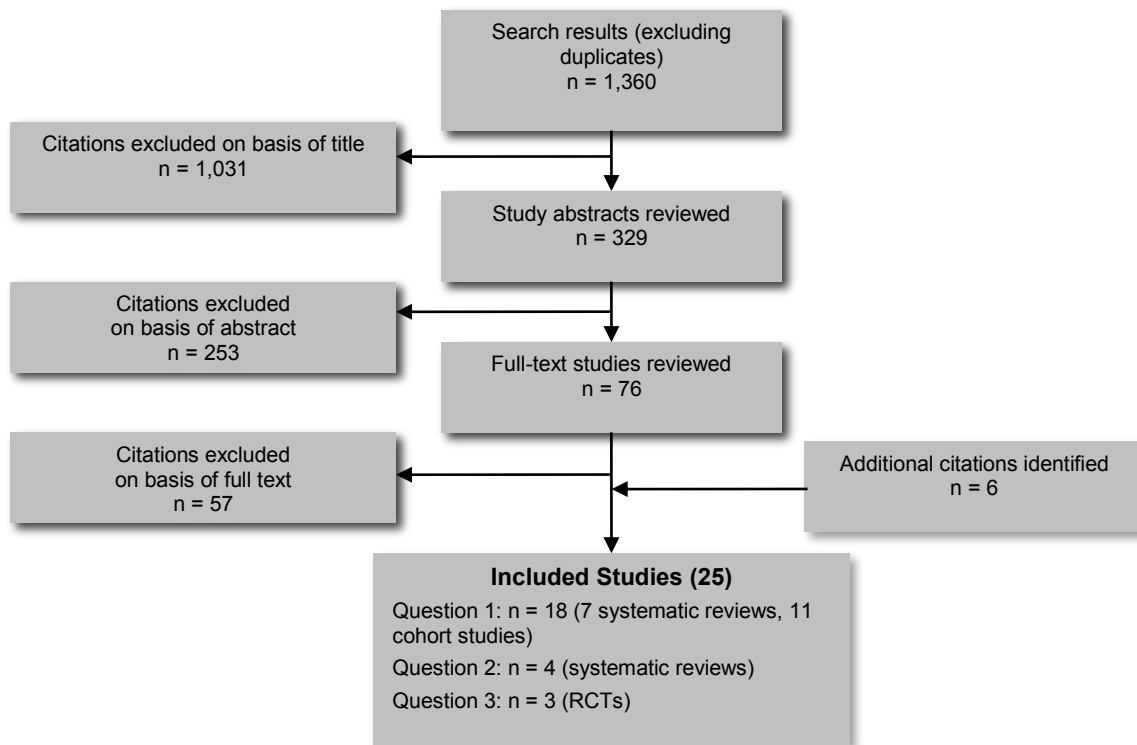 Search results (excluding
duplicates)
n = 1,360
Citations excluded on basis of title
n = 1,031
Study abstracts reviewed
n = 329
Citations excluded
on basis of abstract
n = 253
Full-text studies reviewed
n = 76
Citations excluded
on basis of full text
n = 57
Additional citations identified
n = 6
Included Studies (25)
Question 1: n = 18 (7 systematic reviews, 11
cohort studies)
Question 2: n = 4 (systematic reviews)
Question 3: n = 3 (RCTs)